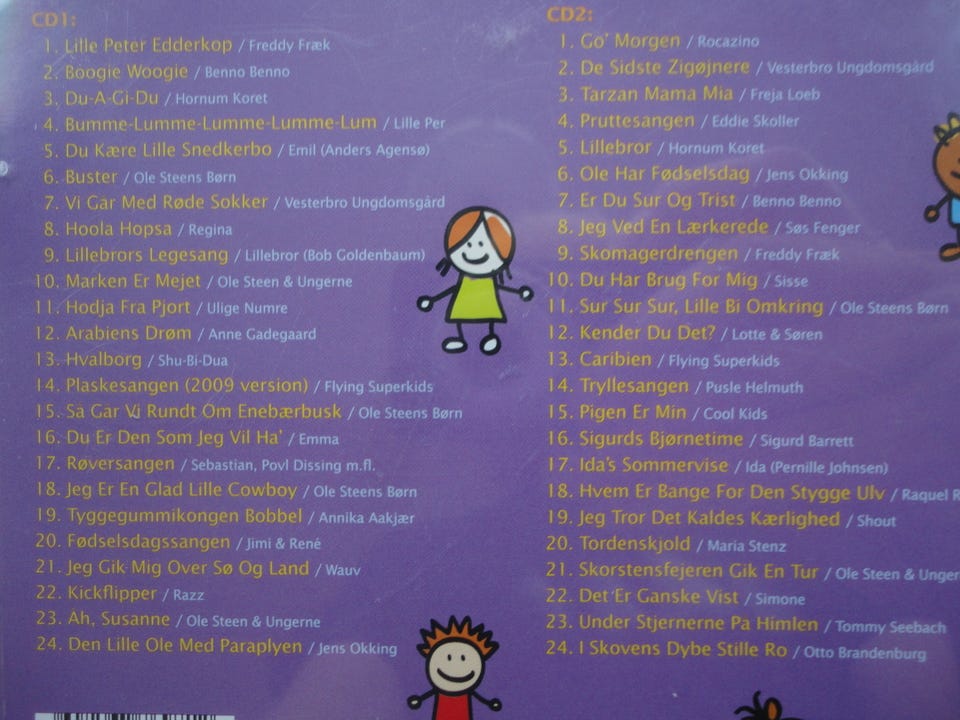 CD1:
1. Lille Peter Edderkop / Freddy Fræk
2. Boogie Woogie / Benno Benno
3. Du-A-Gi-Du / Hornum Koret
4. Bumme-Lumme-Lumme-Lumme-Lum / Lille Per
5. Du Kære Lille Snedkerbo / Emil (Anders Agensø)
6. Buster / Ole Steens Børn
7. Vi Går Med Røde Sokker / Vesterbro Ungdomsgård
8. Hoola Hopsa / Regina
9. Lillebrors Legesang / Lillebror (Bob Goldenbaum)
10. Marken Er Mejet / Ole Steen & Ungerne
11. Hodja Fra Pjort / Ulige Numre
12. Arabiens Drøm / Anne Gadegaard
13. Hvalborg / Shu-Bi-Dua
14. Plaskesangen (2009 version) / Flying Superkids
15. Så Går Vi Rundt Om Enebærbusk / Ole Steens Børn
16. Du Er Den Som Jeg Vil Ha' / Emma
17. Røversangen / Sebastian, Povl Dissing m.fl.
18. Jeg Er En Glad Lille Cowboy / Ole Steens Børn
19. Tyggegummikongen Bobbel / Annika Aakjær
20. Fødselsdagssangen / Jimi & René
21. Jeg Gik Mig Over Sø Og Land / Wauv
22. Kickflipper / Razz
23. Åh, Susanne / Ole Steen & Ungerne
24. Den Lille Ole Med Paraplyen / Jens Okking
CD2:
1. Go' Morgen / Rocazino
2. De Sidste Zigøjnere / Vesterbro Ungdomsgård
3. Tarzan Mama Mia / Freja Loeb
4. Pruttesangen / Eddie Skoller
5. Lillebror / Hornum Koret
6. Ole Har Fødselsdag / Jens Okking
7. Er Du Sur Og Trist / Benno Benno
8. Jeg Ved En Lærkerede / Søs Fenger
9. Skomagerdrengen / Freddy Fræk
10. Du Har Brug For Mig / Sisse
11. Sur Sur Sur, Lille Bi Omkring / Ole Steens Børn
12. Kender Du Det? / Lotte & Søren
13. Caribien / Flying Superkids
14. Tryllesangen / Pusle Helmuth
15. Pigen Er Min / Cool Kids
16. Sigurds Bjørnetime / Sigurd Barrett
17. Ida's Sommervise / Ida (Pernille Johnsen)
18. Hvem Er Bange For Den Stygge Ulv / Raquel R
19. Jeg Tror Det Kaldes Kærlighed / Shout
20. Tordenskjold / Maria Stenz
21. Skorstensfejeren Gik En Tur / Ole Steen & Unger
22. Det Er Ganske Vist / Simone
23. Under Stjernerne På Himlen / Tommy Seebach
24. I Skovens Dybe Stille Ro / Otto Brandenburg